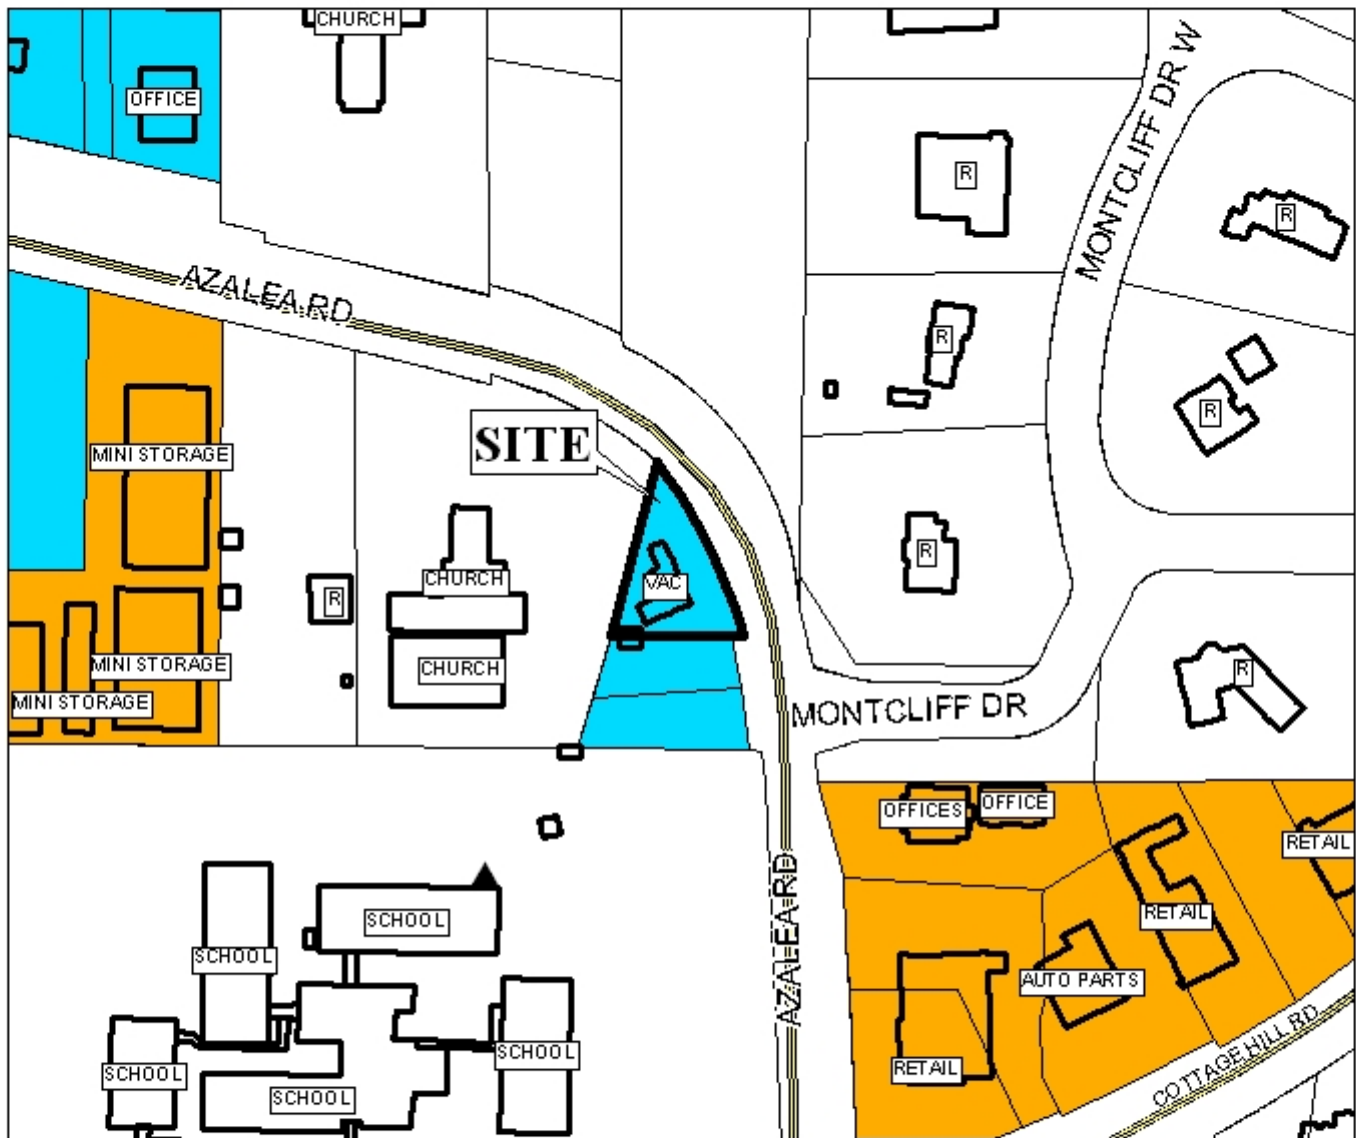 CHURCH
OFFICE
MONTCLIFF DR W
R
R
AZALEA RD
R
R
SITE
MINI STORAGE
R
CHURCH
VAC
R
MINI STORAGE
CHURCH
R
MINI STORAGE
MONTCLIFF DR
OFFICES
OFFICE
RETAIL
SCHOOL
RETAIL
AZALEA RD
SCHOOL
AUTO PARTS
SCHOOL
COTTAGE HILL RD
RETAIL
SCHOOL
SCHOOL